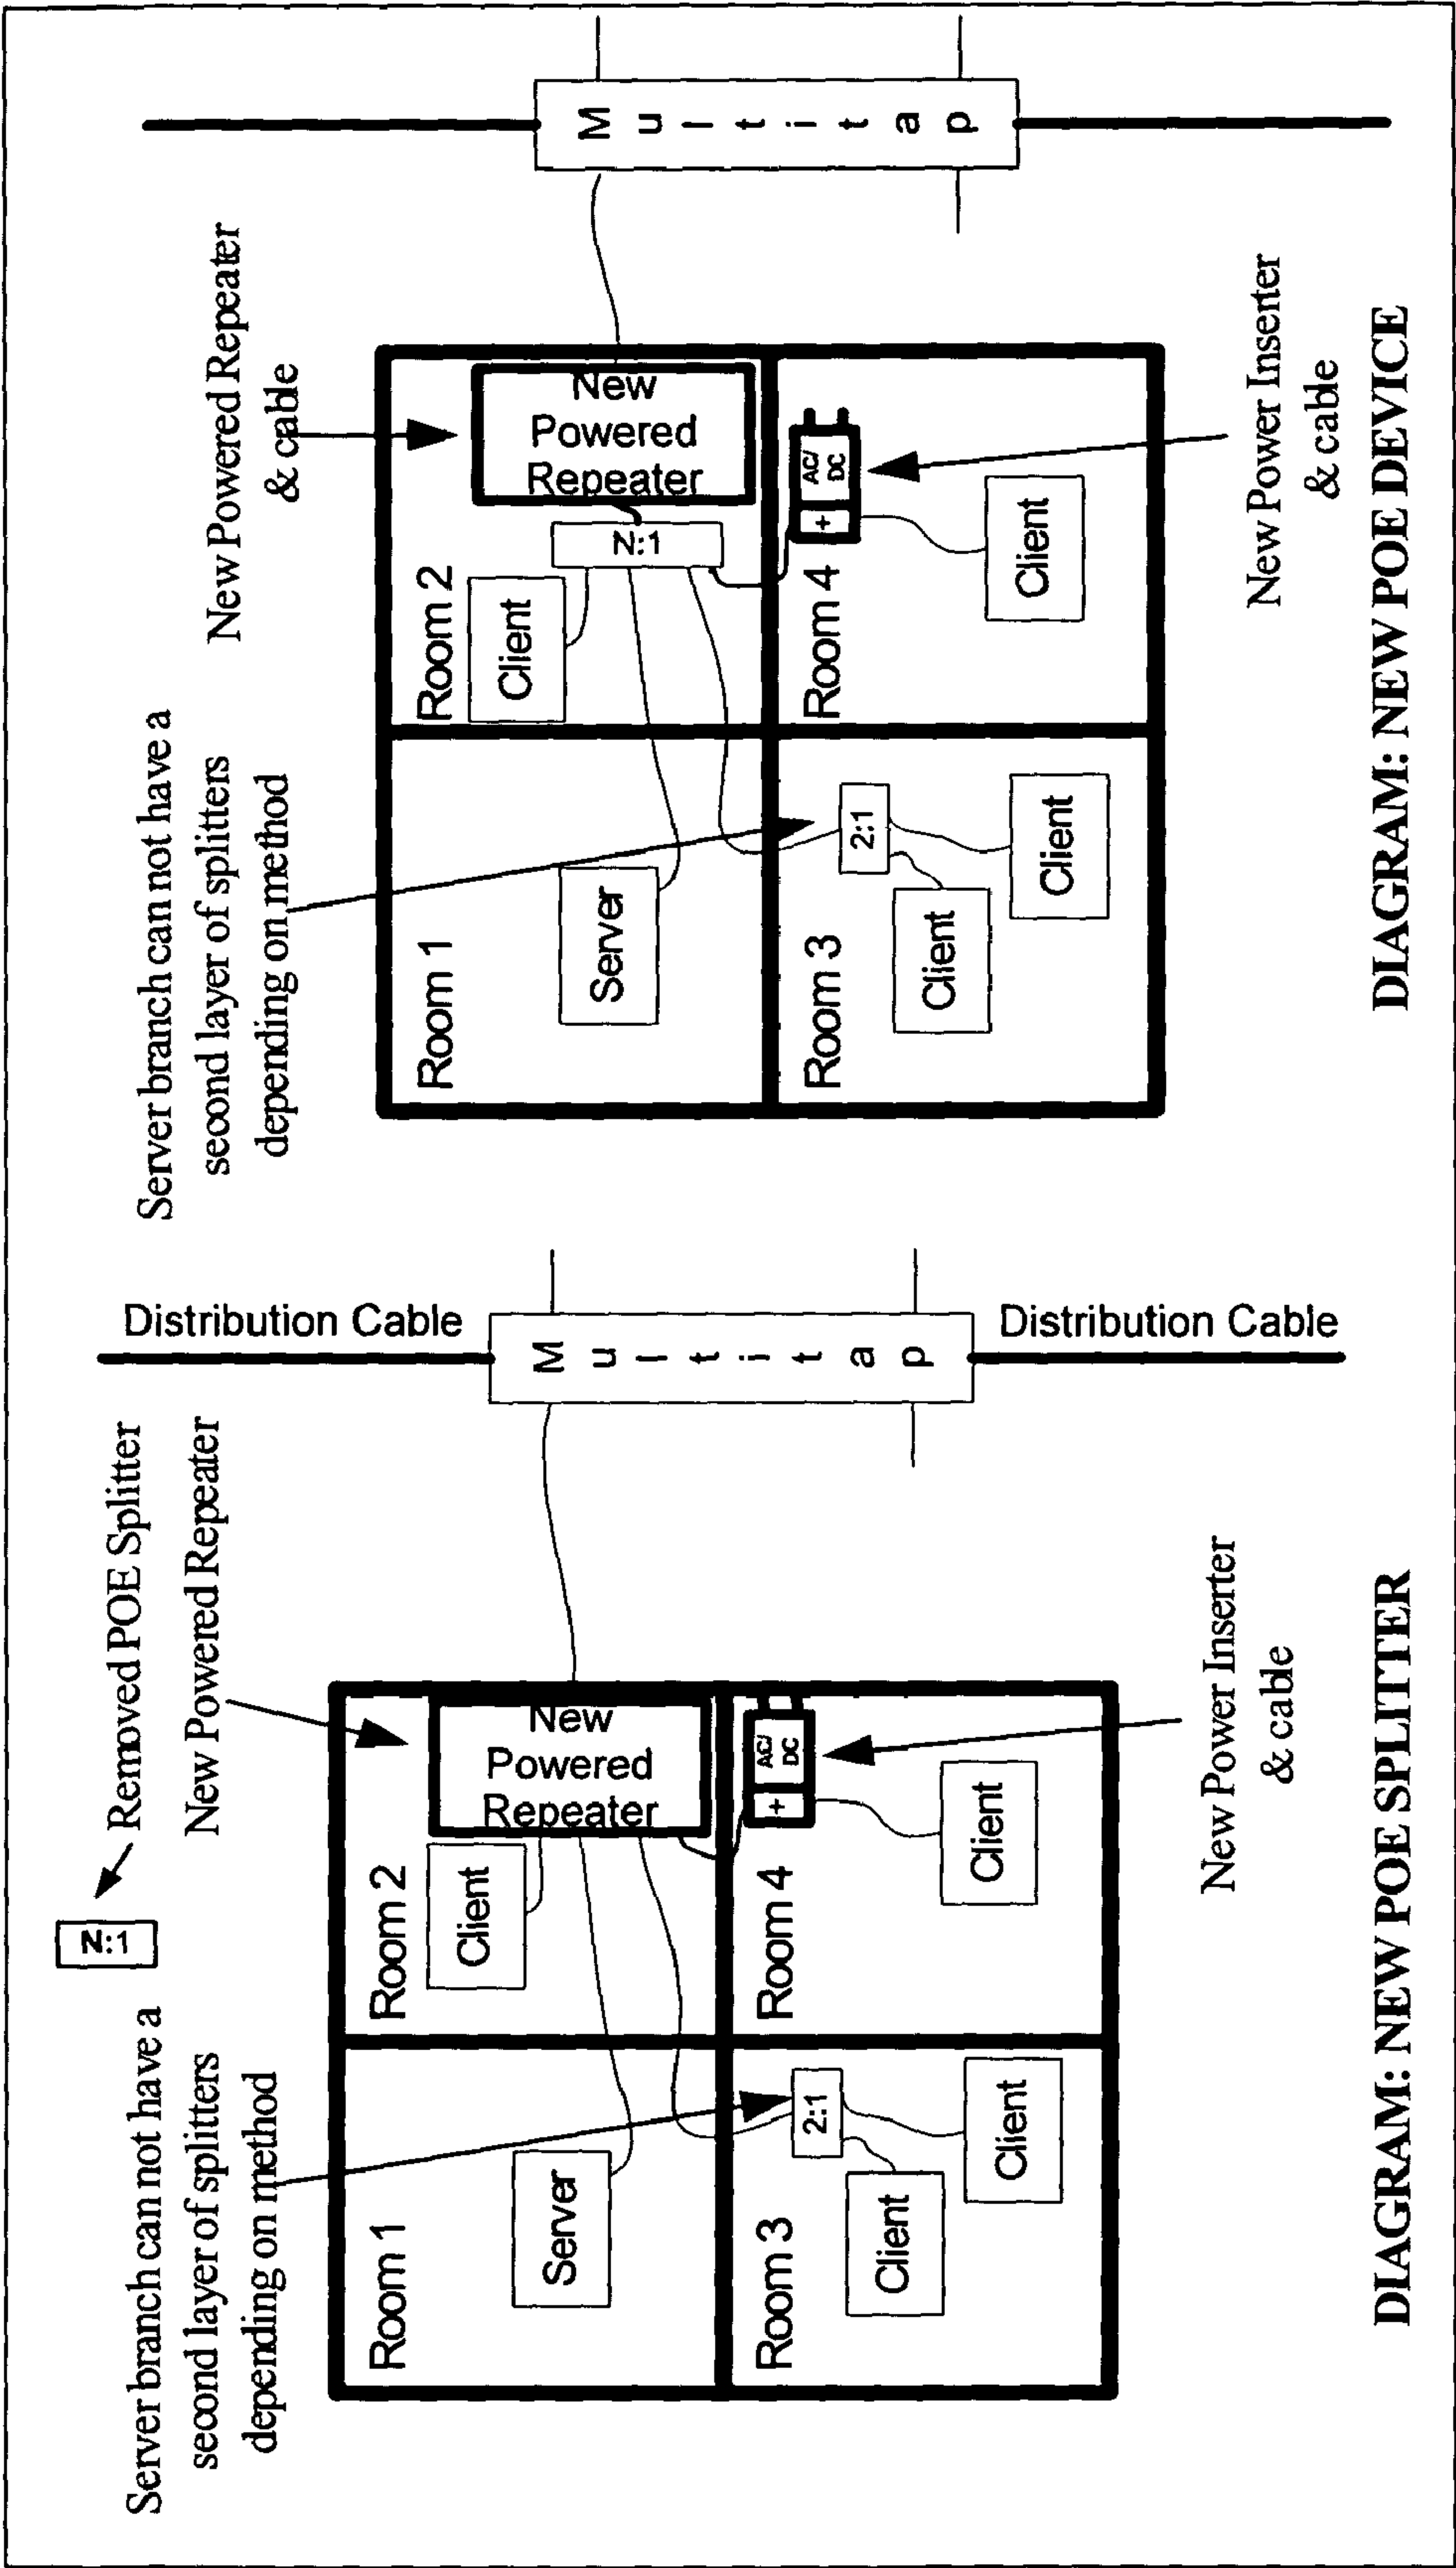 Server branch can not have a
second layer of splitters
depending on method
N:1
Removed POE Splitter
New Powered Repeater
Distribution Cable
Multitap
Distribution Cable
Room 1
Server
Room 2
Client
New
Powered
Repeater
Room 3
Client
2:1
Client
Room 4
Client
+
AC/
DC
New Power Inserter
& cable
DIAGRAM: NEW POE SPLITTER
Server branch can not have a
second layer of splitters
depending on method
New Powered Repeater
& cable
Multitap
Room 1
Server
Room 2
Client
N:1
New
Powered
Repeater
Room 3
Client
2:1
Client
Room 4
Client
+
AC/
DC
New Power Inserter
& cable
DIAGRAM: NEW POE DEVICE